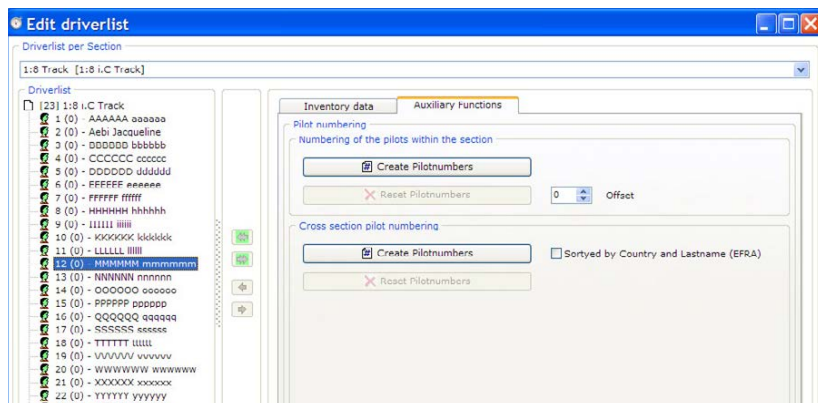 Edit driverlist
Driverlist per Section
1:8 Track [1:8 i.C Track]
Driverlist
[23] 1:8 i.C Track
1 (0) - AAAAAA aaaaaa
2 (0) - Aebi Jacqueline
3 (0) - BBBBBB bbbbbb
4 (0) - CCCCCC cccccc
5 (0) - DDDDDD dddddd
6 (0) - EEEEEE eeeeee
7 (0) - FFFFFF ffffff
8 (0) - HHHHHH hhhhhh
9 (0) - IIIIII iiiiii
10 (0) - KKKKKK kkkkkkk
11 (0) - LLLLLL llllll
12 (0) - MMMMMM mmmmmm
13 (0) - NNNNNN nnnnnn
14 (0) - OOOOOO oooooo
15 (0) - PPPPPP pppppp
16 (0) - QQQQQQ qqqqqq
17 (0) - SSSSSS ssssss
18 (0) - TTTTTT tttttt
19 (0) - VVVVVV vvvvvv
20 (0) - WWWWWW wwwwww
21 (0) - XXXXXX xxxxxx
22 (0) - YYYYYY yyyyyy
Inventory data
Auxiliary Functions
Pilot numbering
Numbering of the pilots within the section
Create Pilotnumbers
Reset Pilotnumbers
0
Offset
Cross section pilot numbering
Create Pilotnumbers
Sortyed by Country and Lastname (EFRA)
Reset Pilotnumbers